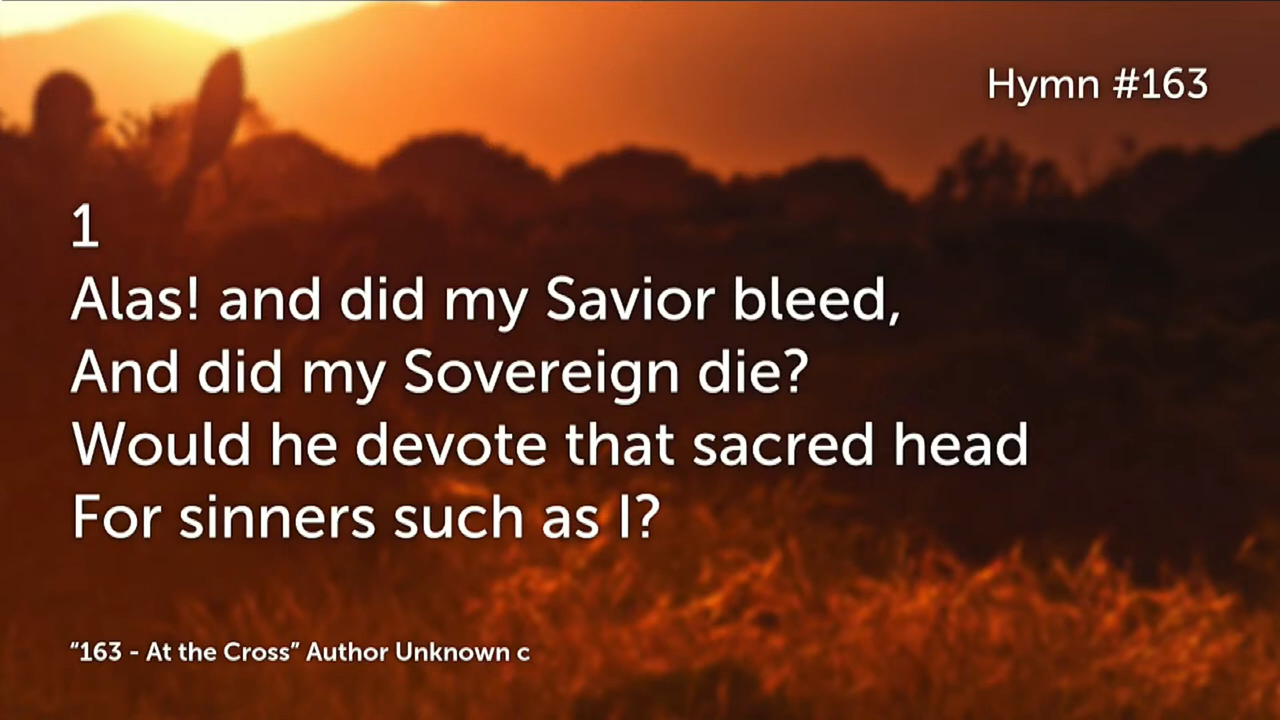 Hymn #163
1
Alas! and did my Savior bleed,
And did my Sovereign die?
Would he devote that sacred head
For sinners such as I?
“163 - At the Cross” Author Unknown c